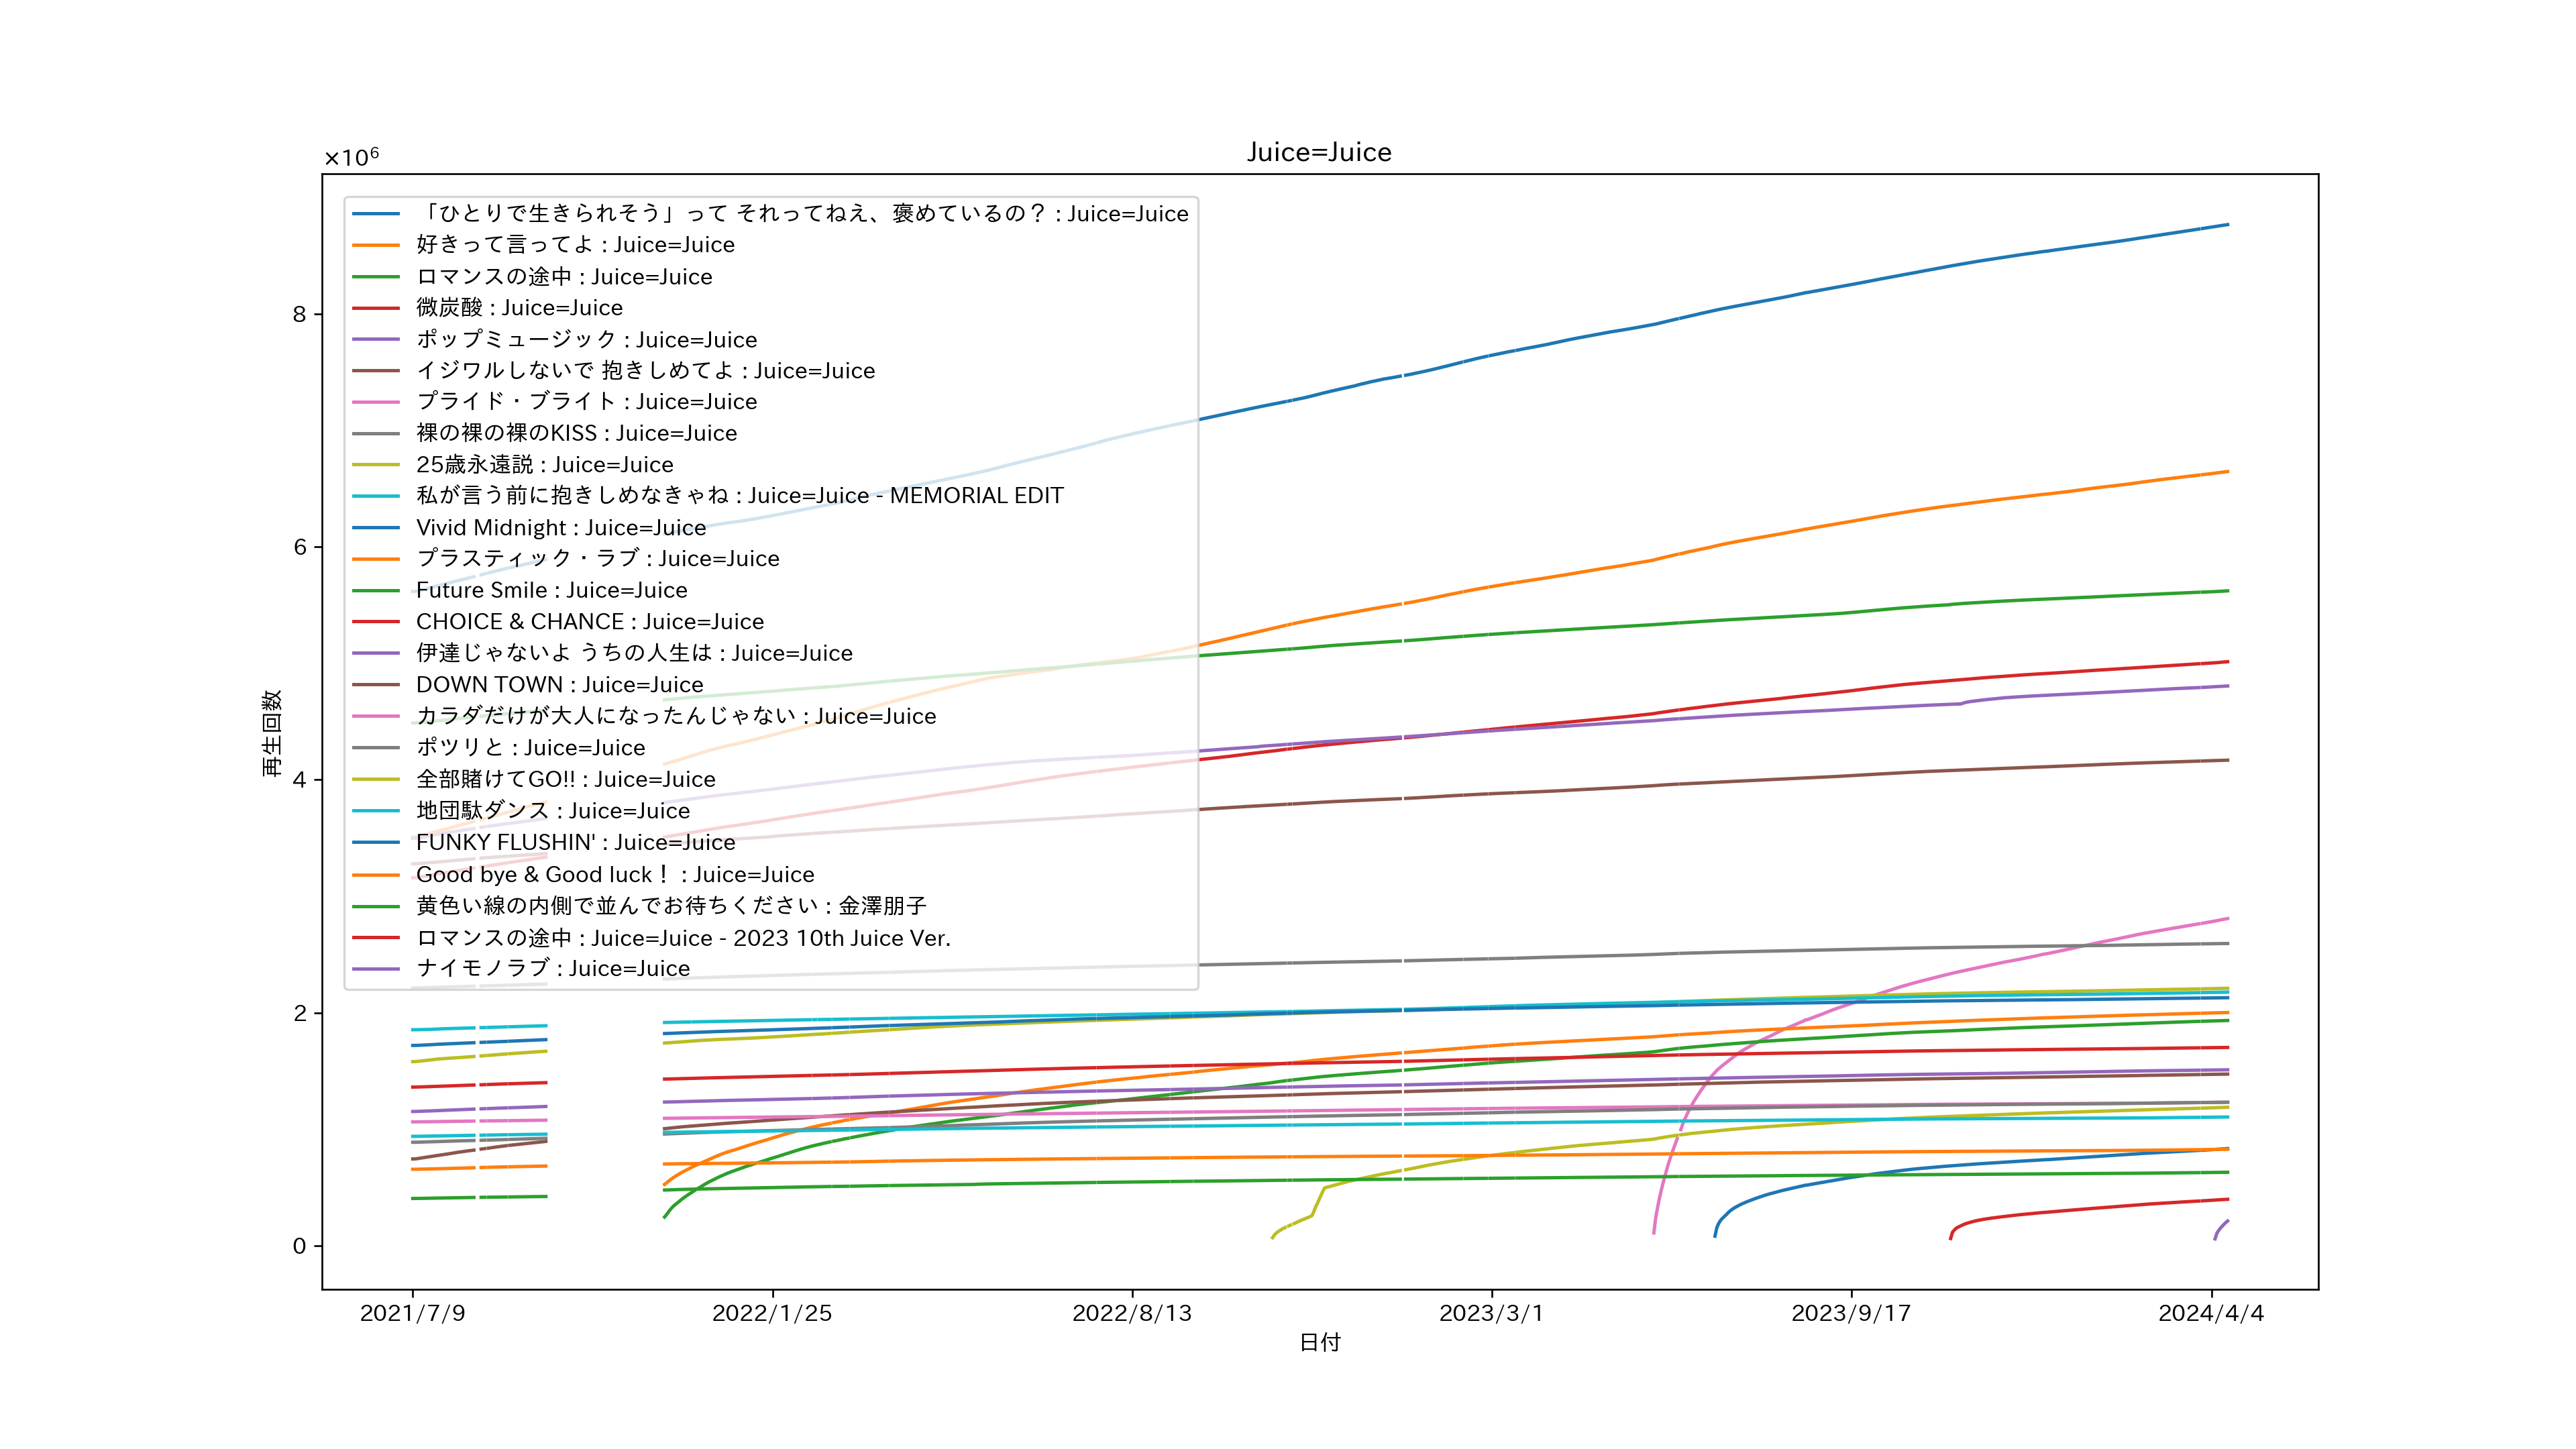 Juice=Juice
×10⁶
「ひとりで生きられそう」って それってねえ、褒めているの？ : Juice=Juice
好きって言ってよ : Juice=Juice
ロマンスの途中 : Juice=Juice
微炭酸 : Juice=Juice
ポップミュージック : Juice=Juice
イジワルしないで 抱きしめてよ : Juice=Juice
プライド・ブライト : Juice=Juice
裸の裸の裸のKISS : Juice=Juice
25歳永遠説 : Juice=Juice
私が言う前に抱きしめなきゃね : Juice=Juice - MEMORIAL EDIT
Vivid Midnight : Juice=Juice
プラスティック・ラブ : Juice=Juice
Future Smile : Juice=Juice
CHOICE & CHANCE : Juice=Juice
伊達じゃないよ うちの人生は : Juice=Juice
DOWN TOWN : Juice=Juice
カラダだけが大人になったんじゃない : Juice=Juice
ポツリと : Juice=Juice
全部賭けてGO!! : Juice=Juice
地団駄ダンス : Juice=Juice
FUNKY FLUSHIN' : Juice=Juice
Good bye & Good luck！ : Juice=Juice
黄色い線の内側で並んでお待ちください : 金澤朋子
ロマンスの途中 : Juice=Juice - 2023 10th Juice Ver.
ナイモノラブ : Juice=Juice
8
6
4
2
0
再生回数
2021/7/9
2022/1/25
2022/8/13
2023/3/1
2023/9/17
2024/4/4
日付